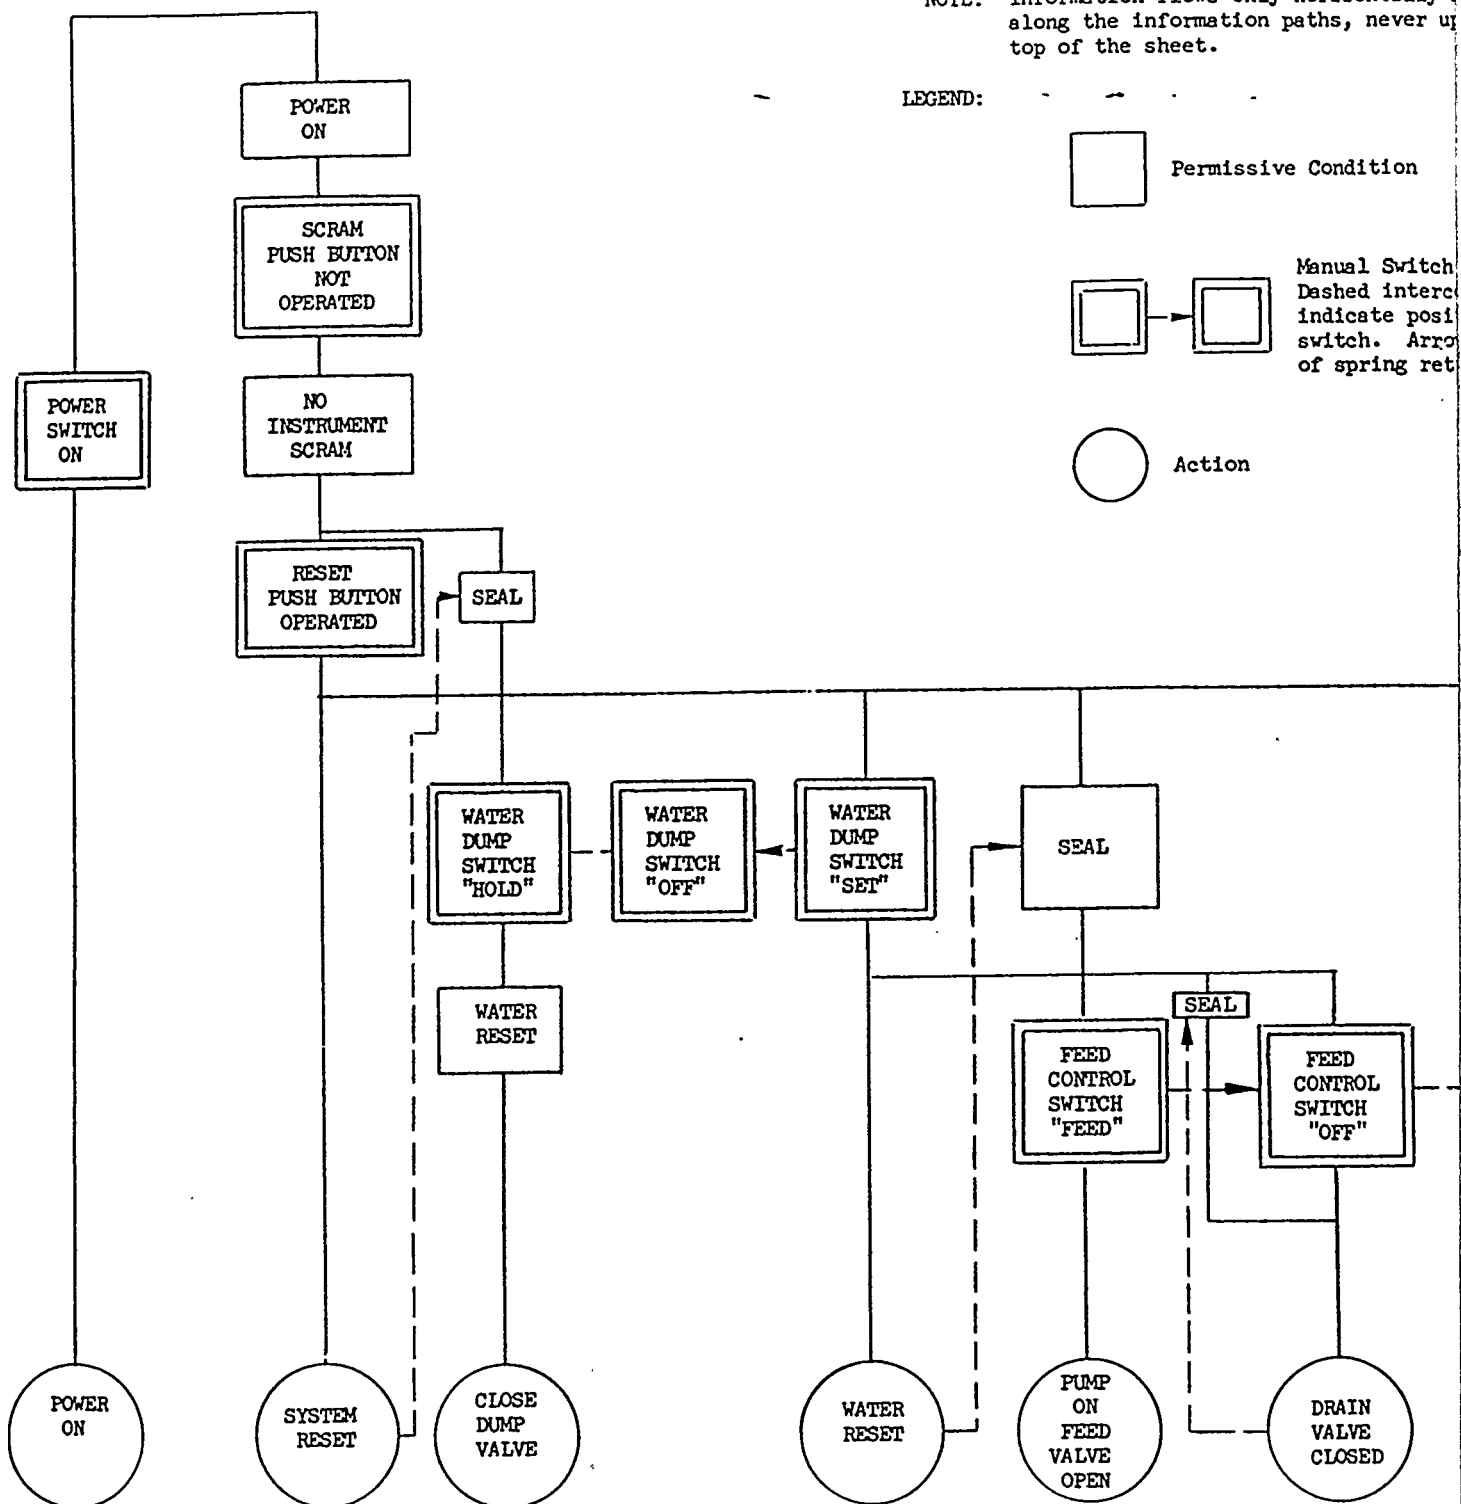 along the information paths, never
top of the sheet.
LEGEND:
Permissive Condition
Manual Switch
Dashed
indicate
switch.
of spring
Action
POWER
ON
SCRAM
PUSH BUTTON
NOT
OPERATED
NO
INSTRUMENT
SCRAM
POWER
SWITCH
ON
RESET
PUSH BUTTON
OPERATED
SEAL
WATER
DUMP
SWITCH
"HOLD"
WATER
DUMP
SWITCH
"OFF"
WATER
DUMP
SWITCH
"SET"
SEAL
WATER
RESET
SEAL
FEED
CONTROL
SWITCH
"FEED"
FEED
CONTROL
SWITCH
"OFF"
POWER
ON
SYSTEM
RESET
CLOSE
DUMP
VALVE
WATER
RESET
PUMP
ON
FEED
VALVE
OPEN
DRAIN
VALVE
CLOSED